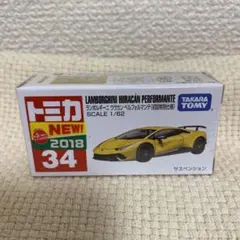 トミカ
NEW!
2018
34
LAMBORGHINI HURACÁN PERFORMANTE
ランボルギーニ ウラカン ペルフォルマンテ(初回特別仕様)
SCALE 1/62
TAKARA
TOMY
サスペンション